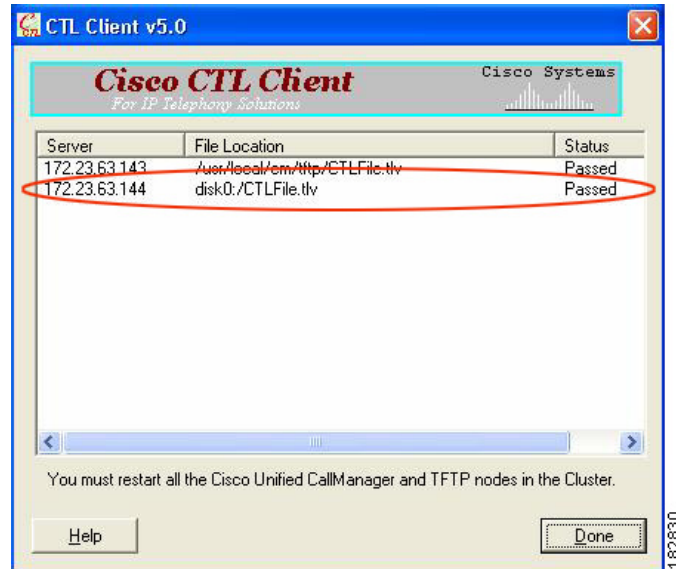 CTL Client v5.0
Cisco CTL Client
For IP Telephony Solutions
Cisco Systems
Server File Location Status
172.23.63.143 /usr/local/cm/tftp/CTLFile.tlv Passed
172.23.63.144 disk0:/CTLFile.tlv Passed
You must restart all the Cisco Unified CallManager and TFTP nodes in the Cluster.
Help Done
182830